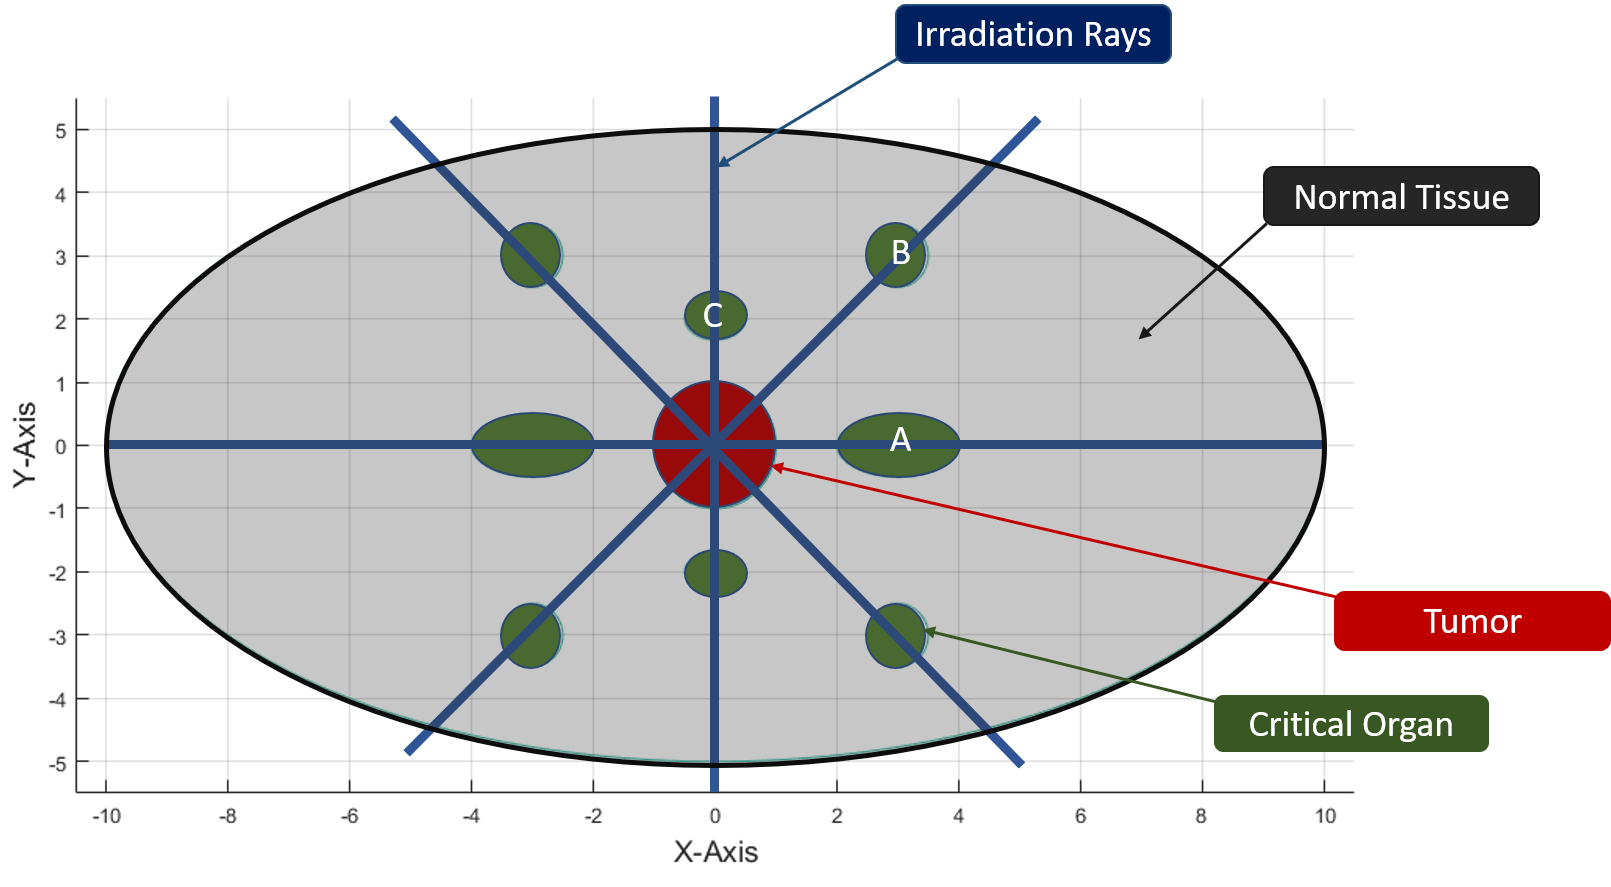 Irradiation Rays
Normal Tissue
B
C
A
Tumor
Critical Organ
5
4
3
2
1
0
-1
-2
-3
-4
-5
Y-Axis
-10 -8 -6 -4 -2 0 2 4 6 8 10
X-Axis